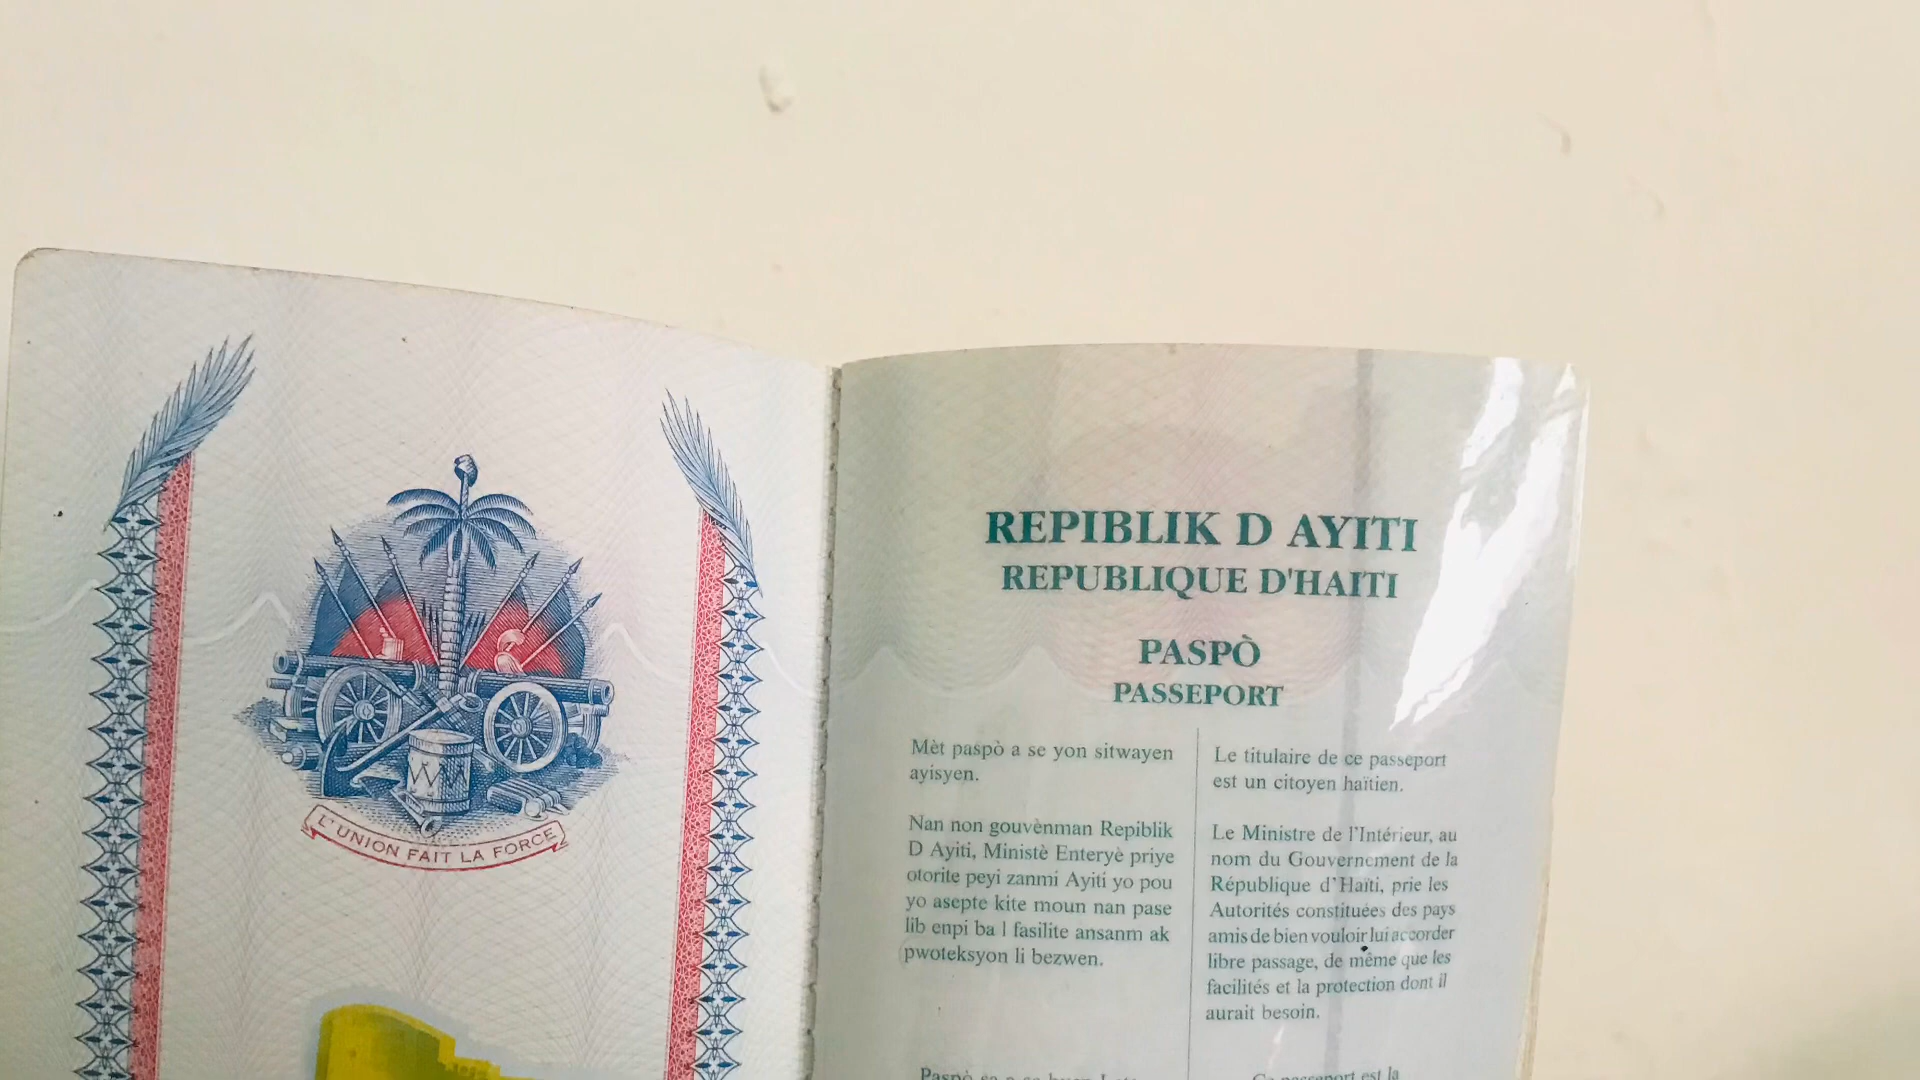 L'UNION FAIT LA FORCE
REPIBLIK D AYITI
REPUBLIQUE D'HAITI
PASPÒ
PASSEPORT
Mèt paspò a se yon sitwayen
ayisyen.
Nan non gouvènman Repiblik
D Ayiti, Ministè Enteryè priye
otorite peyi zanmi Ayiti yo pou
yo asepte kite moun nan pase
lib enpi ba l fasilite ansanm ak
pwoteksyon li bezwen.
Le titulaire de ce passeport
est un citoyen haïtien.
Le Ministre de l'Intérieur, au
nom du Gouvernement de la
République d'Haïti, prie les
Autorités constituées des pays
amis de bien vouloir lui accorder
libre passage, de même que les
facilités et la protection dont il
aurait besoin.
Ce passeport est la